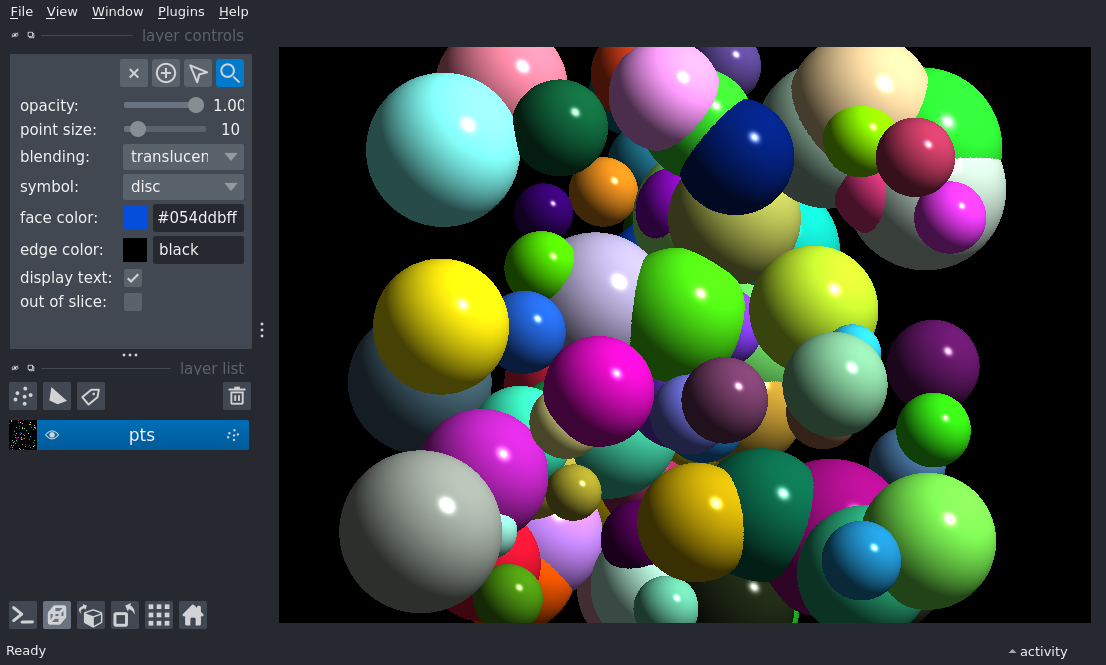 File View Window Plugins Help
layer controls
opacity: 1.00
point size: 10
blending: translucen
symbol: disc
face color: #054ddbff
edge color: black
display text:
out of slice:
layer list
pts
Ready
activity